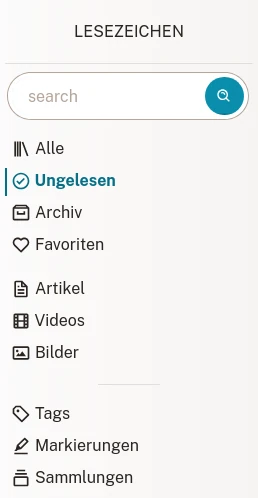 LESEZEICHEN
search
Alle
Ungelesen
Archiv
Favoriten
Artikel
Videos
Bilder
Tags
Markierungen
Sammlungen